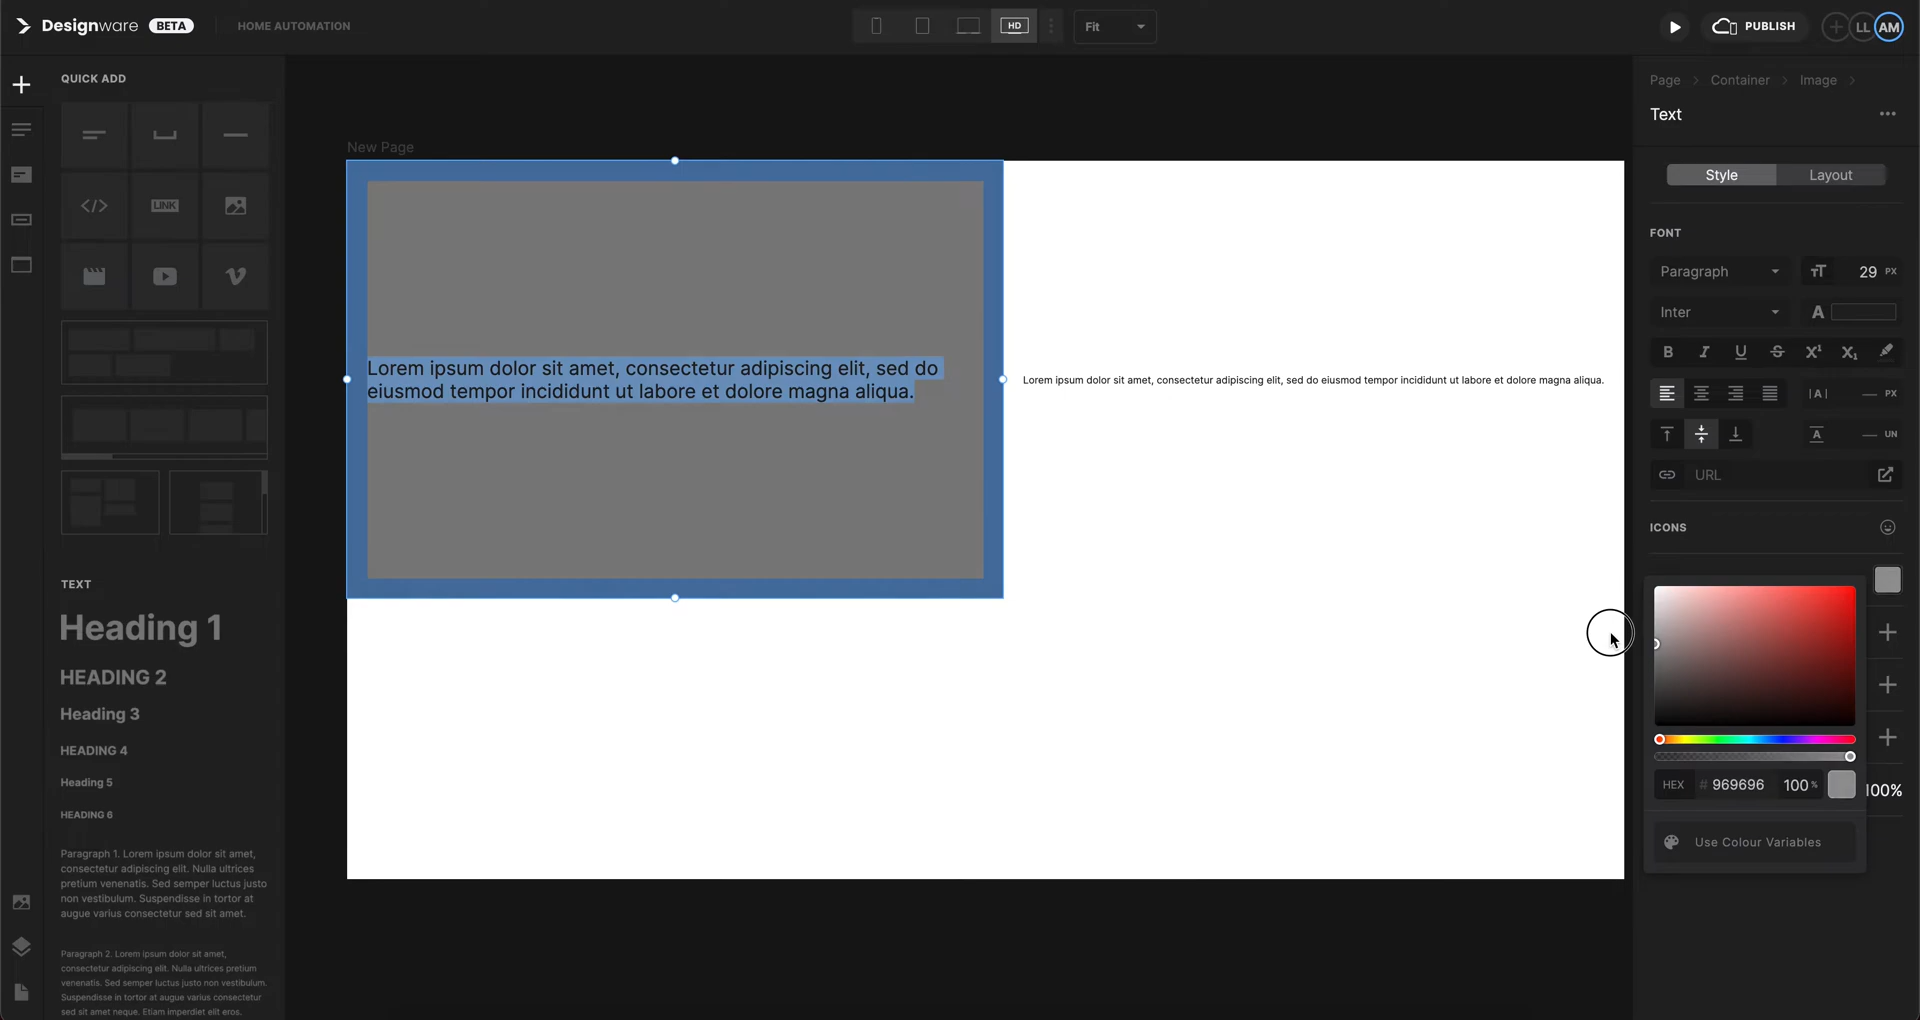 Designware BETA HOME AUTOMATION HD Fit PUBLISH LL AM
QUICK ADD
</>
LINK
TEXT
Heading 1
HEADING 2
Heading 3
HEADING 4
Heading 5
HEADING 6
Paragraph 1. Lorem ipsum dolor sit amet,
consectetur adipiscing elit. Nulla ultrices
pretium venenatis. Sed semper luctus justo
non vestibulum. Suspendisse in tortor at
augue varius consectetur sed sit amet.
Paragraph 2. Lorem ipsum dolor sit amet,
consectetur adipiscing elit. Nulla ultrices pretium
venenatis. Sed semper luctus justo non vestibulum.
Suspendisse in tortor at augue varius consectetur
sed sit amet neque. Etiam imperdiet elit eros.
New Page
Lorem ipsum dolor sit amet, consectetur adipiscing elit, sed do
eiusmod tempor incididunt ut labore et dolore magna aliqua.
Lorem ipsum dolor sit amet, consectetur adipiscing elit, sed do eiusmod tempor incididunt ut labore et dolore magna aliqua.
Page > Container > Image >
Text
Style Layout
FONT
Paragraph TT 29 PX
Inter A
B I U S X¹ X₁
|A| — PX
A — UN
URL
ICONS
HEX # 969696 100 % 100%
Use Colour Variables